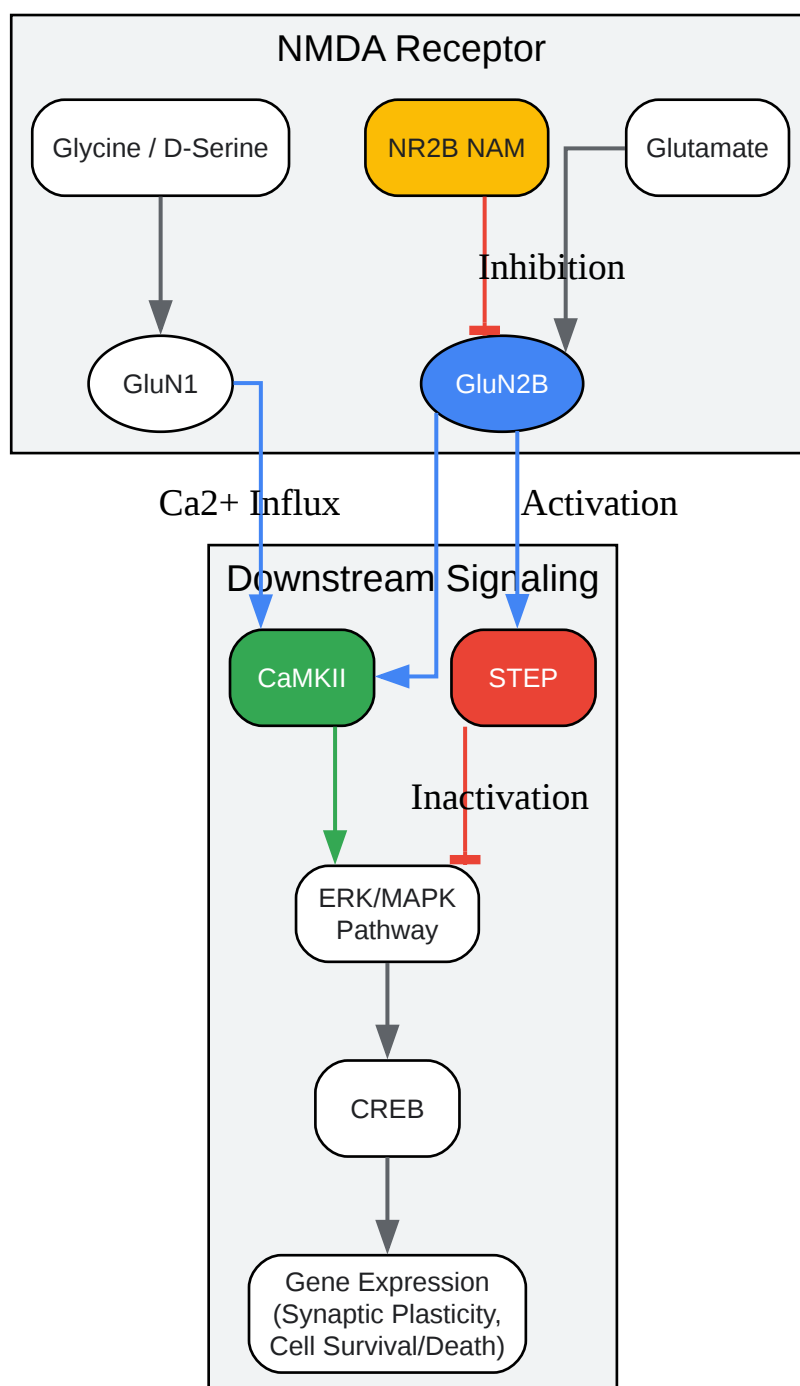 NMDA Receptor
Glycine / D-Serine
NR2B NAM
Glutamate
Inhibition
GluN1
GluN2B
Ca2+ Influx
Activation
Downstream Signaling
CaMKII
STEP
Inactivation
ERK/MAPK
Pathway
CREB
Gene Expression
(Synaptic Plasticity,
Cell Survival/Death)